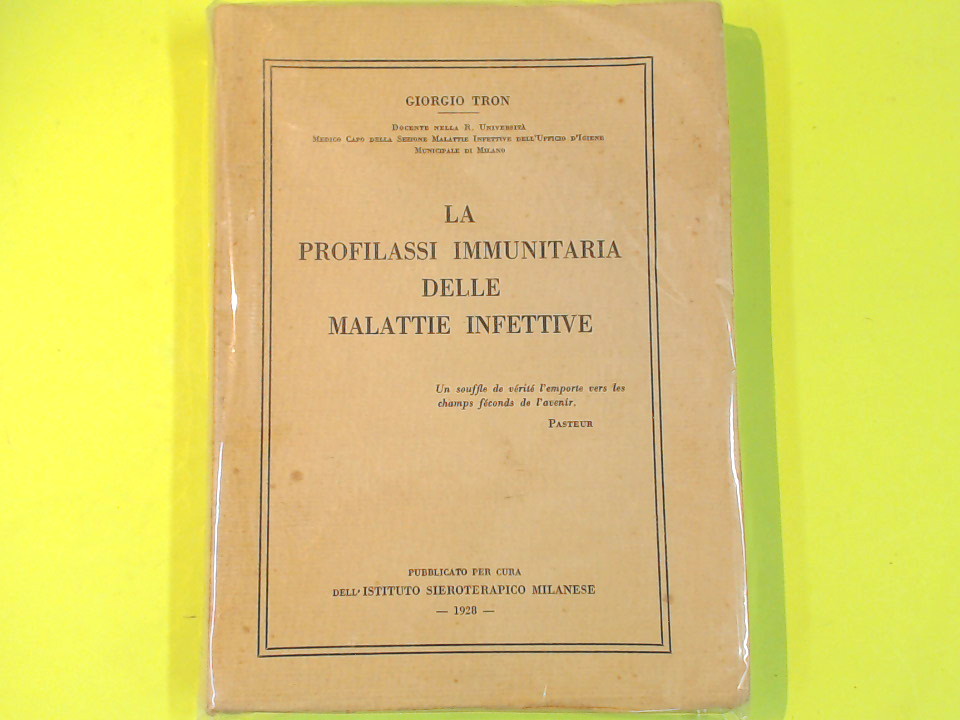 GIORGIO TRON
DOCENTE NELLA R. UNIVERSITÀ
MEDICO CAPO DELLA SEZIONE MALATTIE INFETTIVE DELL'UFFICIO D'IGIENE
MUNICIPALE DI MILANO
LA
PROFILASSI IMMUNITARIA
DELLE
MALATTIE INFETTIVE
Un souffle de vérité l'emporte vers les
champs féconds de l'avenir.
PASTEUR
PUBBLICATO PER CURA
DELL'ISTITUTO SIEROTERAPICO MILANESE
— 1928 —